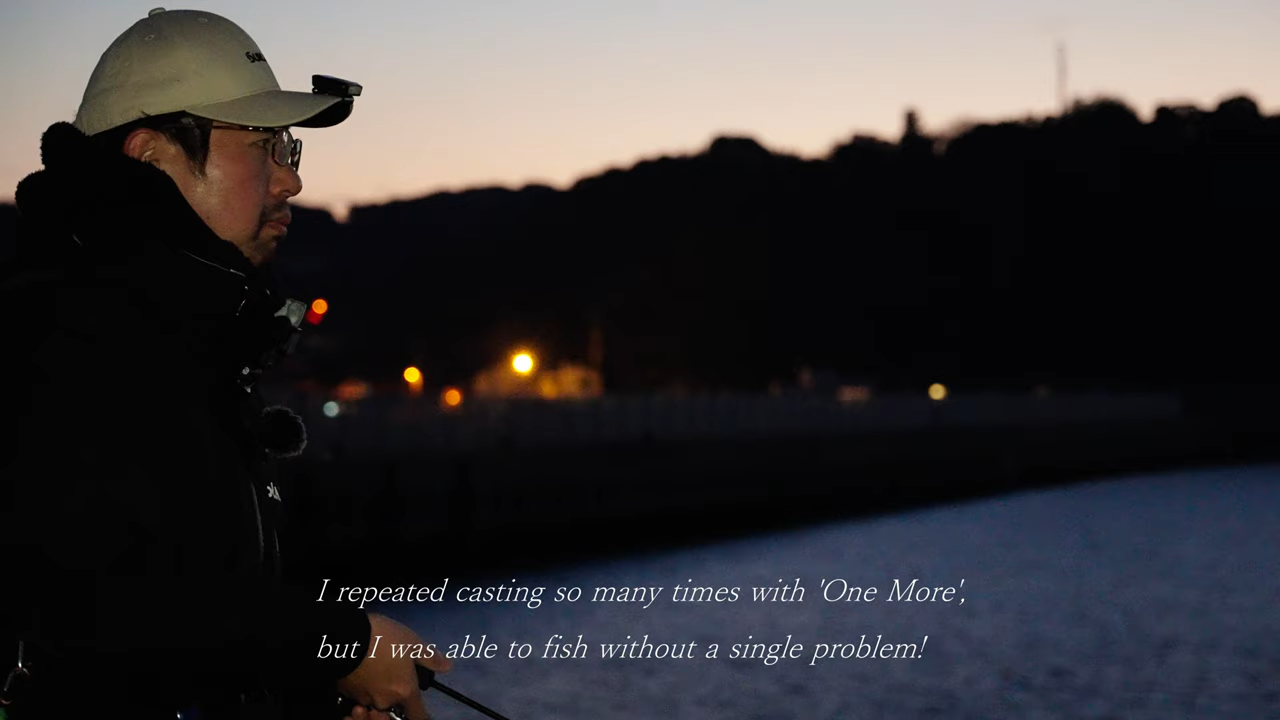 I repeated casting so many times with 'One More',
but I was able to fish without a single problem!